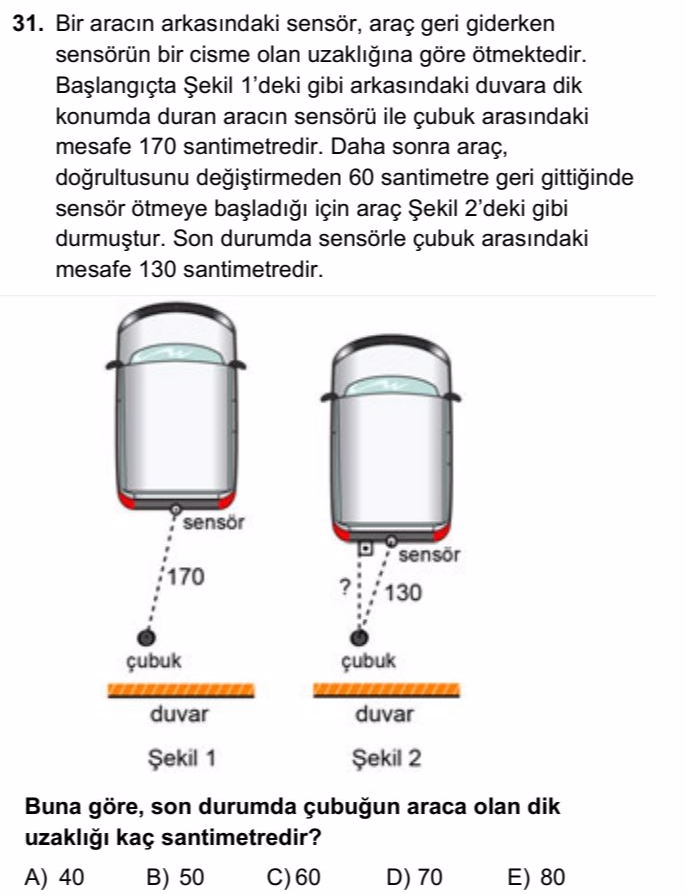 31. Bir aracın arkasındaki sensör, araç geri giderken
sensörün bir cisme olan uzaklığına göre ötmektedir.
Başlangıçta Şekil 1'deki gibi arkasındaki duvara dik
konumda duran aracın sensörü ile çubuk arasındaki
mesafe 170 santimetredir. Daha sonra araç,
doğrultusunu değiştirmeden 60 santimetre geri gittiğinde
sensör ötmeye başladığı için araç Şekil 2'deki gibi
durmuştur. Son durumda sensörle çubuk arasındaki
mesafe 130 santimetredir.
sensör
170
çubuk
duvar
Şekil 1
sensör
?
130
çubuk
duvar
Şekil 2
Buna göre, son durumda çubuğun araca olan dik
uzaklığı kaç santimetredir?
A) 40 B) 50 C) 60 D) 70 E) 80